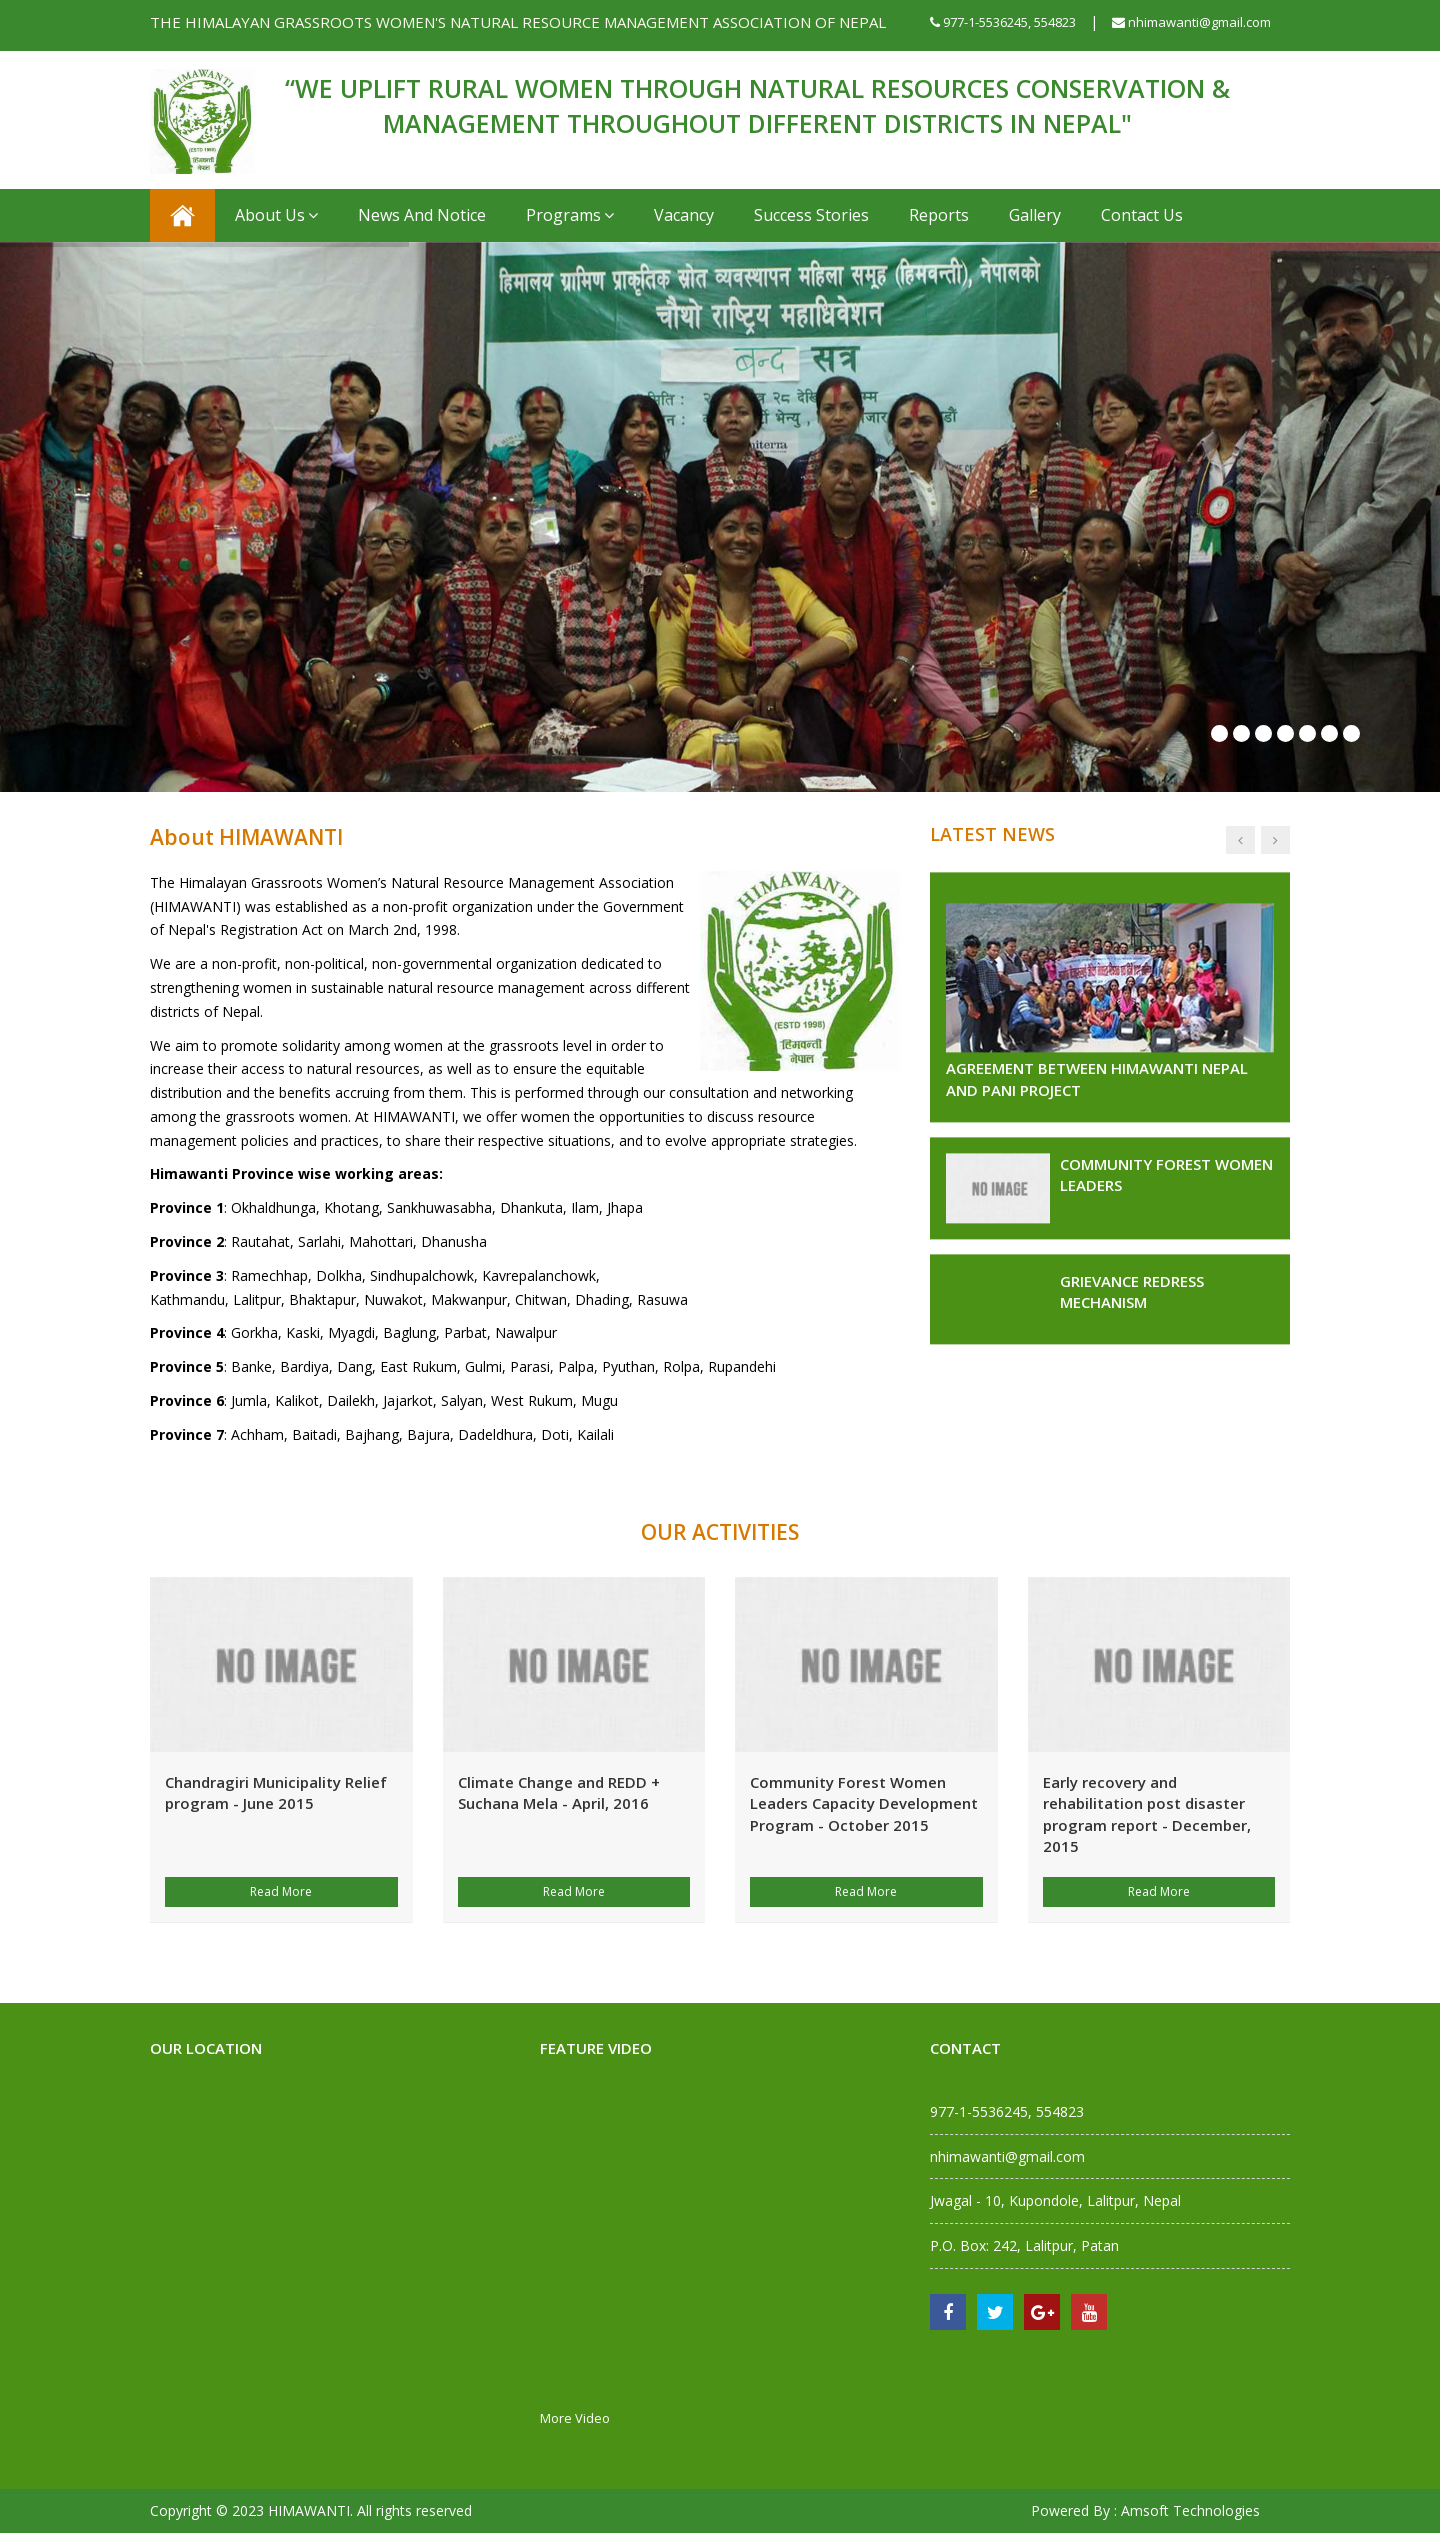 THE HIMALAYAN GRASSROOTS WOMEN'S NATURAL RESOURCE MANAGEMENT ASSOCIATION OF NEPAL
977-1-5536245, 554823 | nhimawanti@gmail.com
HIMAWANTI
(ESTD 1998)
हिमवन्ती
नेपाल
“WE UPLIFT RURAL WOMEN THROUGH NATURAL RESOURCES CONSERVATION &
MANAGEMENT THROUGHOUT DIFFERENT DISTRICTS IN NEPAL"
About Us
News And Notice
Programs
Vacancy
Success Stories
Reports
Gallery
Contact Us
हिमालय ग्रामिण प्राकृतिक स्रोत व्यवस्थापन महिला समूह (हिमवन्ती), नेपालको
चौथो राष्ट्रिय महाधिवेशन
बन्द सत्र
About HIMAWANTI
The Himalayan Grassroots Women’s Natural Resource Management Association
(HIMAWANTI) was established as a non-profit organization under the Government
of Nepal's Registration Act on March 2nd, 1998.
We are a non-profit, non-political, non-governmental organization dedicated to
strengthening women in sustainable natural resource management across different
districts of Nepal.
We aim to promote solidarity among women at the grassroots level in order to
increase their access to natural resources, as well as to ensure the equitable
distribution and the benefits accruing from them. This is performed through our consultation and networking
among the grassroots women. At HIMAWANTI, we offer women the opportunities to discuss resource
management policies and practices, to share their respective situations, and to evolve appropriate strategies.
HIMAWANTI
(ESTD 1998)
हिमवन्ती
नेपाल
Himawanti Province wise working areas:
Province 1: Okhaldhunga, Khotang, Sankhuwasabha, Dhankuta, Ilam, Jhapa
Province 2: Rautahat, Sarlahi, Mahottari, Dhanusha
Province 3: Ramechhap, Dolkha, Sindhupalchowk, Kavrepalanchowk,
Kathmandu, Lalitpur, Bhaktapur, Nuwakot, Makwanpur, Chitwan, Dhading, Rasuwa
Province 4: Gorkha, Kaski, Myagdi, Baglung, Parbat, Nawalpur
Province 5: Banke, Bardiya, Dang, East Rukum, Gulmi, Parasi, Palpa, Pyuthan, Rolpa, Rupandehi
Province 6: Jumla, Kalikot, Dailekh, Jajarkot, Salyan, West Rukum, Mugu
Province 7: Achham, Baitadi, Bajhang, Bajura, Dadeldhura, Doti, Kailali
LATEST NEWS
AGREEMENT BETWEEN HIMAWANTI NEPAL
AND PANI PROJECT
NO IMAGE
COMMUNITY FOREST WOMEN
LEADERS
GRIEVANCE REDRESS
MECHANISM
OUR ACTIVITIES
NO IMAGE
Chandragiri Municipality Relief
program - June 2015
Read More
NO IMAGE
Climate Change and REDD +
Suchana Mela - April, 2016
Read More
NO IMAGE
Community Forest Women
Leaders Capacity Development
Program - October 2015
Read More
NO IMAGE
Early recovery and
rehabilitation post disaster
program report - December,
2015
Read More
OUR LOCATION
FEATURE VIDEO
More Video
CONTACT
977-1-5536245, 554823
nhimawanti@gmail.com
Jwagal - 10, Kupondole, Lalitpur, Nepal
P.O. Box: 242, Lalitpur, Patan
Copyright © 2023 HIMAWANTI. All rights reserved
Powered By : Amsoft Technologies